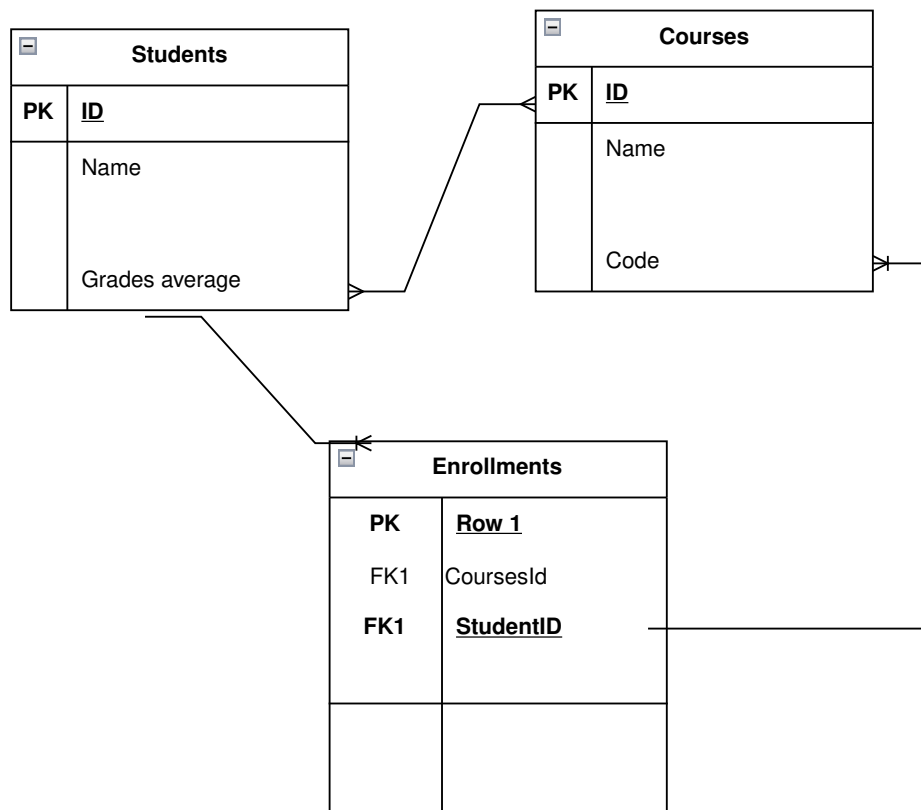 Students
PK ID
Name
Grades average
Courses
PK ID
Name
Code
Enrollments
PK Row 1
FK1 CoursesId
FK1 StudentID